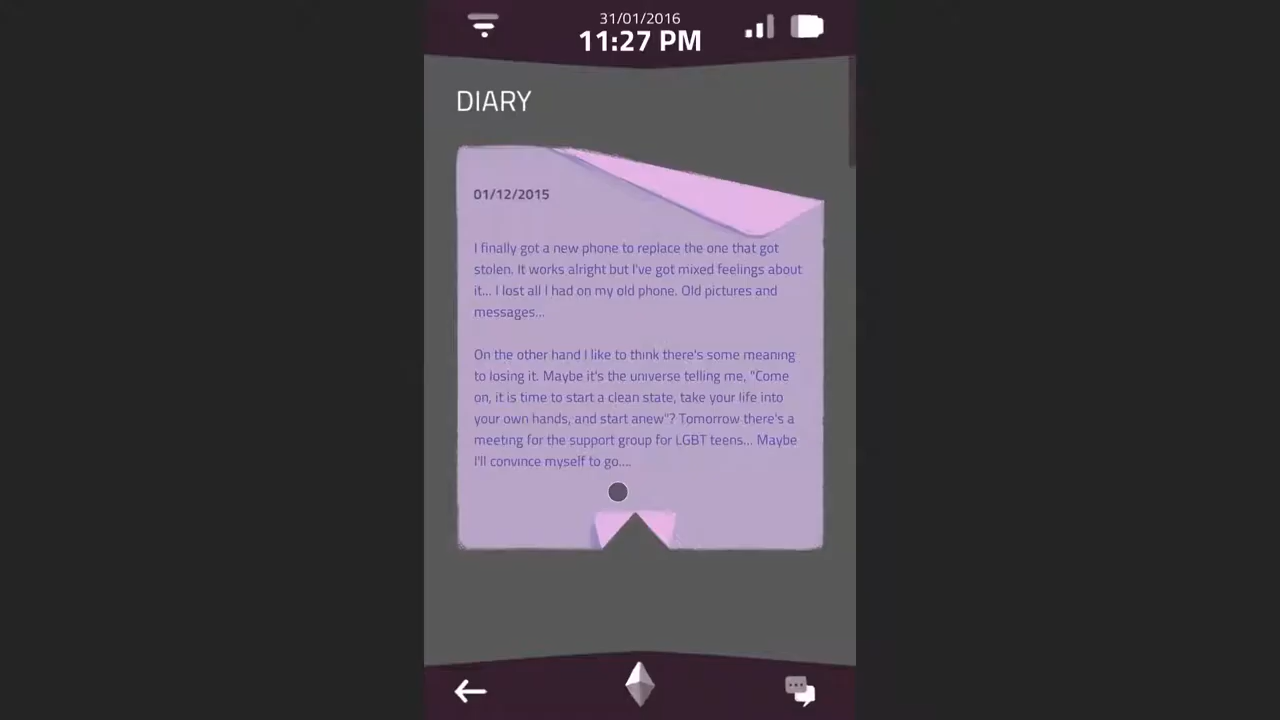 31/01/2016
11:27 PM
DIARY
01/12/2015
I finally got a new phone to replace the one that got
stolen. It works alright but I've got mixed feelings about
it... I lost all I had on my old phone. Old pictures and
messages...
On the other hand I like to think there's some meaning
to losing it. Maybe it's the universe telling me, "Come
on, it is time to start a clean state, take your life into
your own hands, and start anew"? Tomorrow there's a
meeting for the support group for LGBT teens... Maybe
I'll convince myself to go....